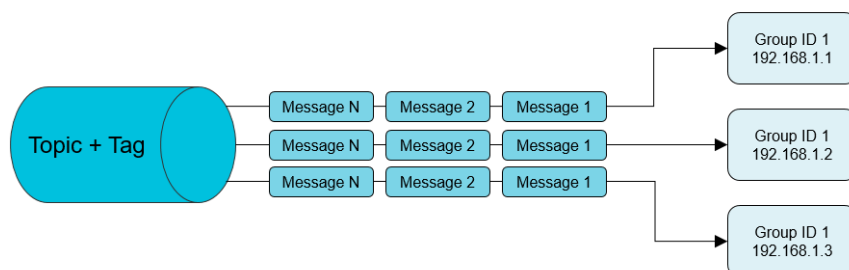 Topic + Tag
Message N
Message 2
Message 1
Message N
Message 2
Message 1
Message N
Message 2
Message 1
Group ID 1
192.168.1.1
Group ID 1
192.168.1.2
Group ID 1
192.168.1.3